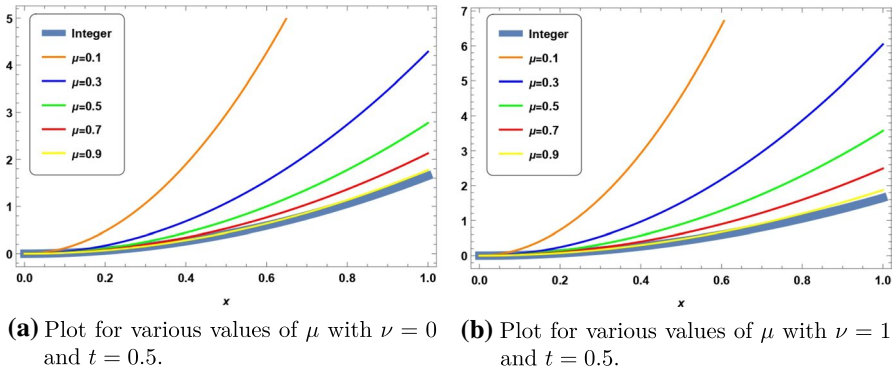 5
4
3
2
1
0
Integer
μ=0.1
μ=0.3
μ=0.5
μ=0.7
μ=0.9
0.0 0.2 0.4 0.6 0.8 1.0
x
(a) Plot for various values of μ with ν = 0
and t = 0.5.
7
6
5
4
3
2
1
0
Integer
μ=0.1
μ=0.3
μ=0.5
μ=0.7
μ=0.9
0.0 0.2 0.4 0.6 0.8 1.0
x
(b) Plot for various values of μ with ν = 1
and t = 0.5.